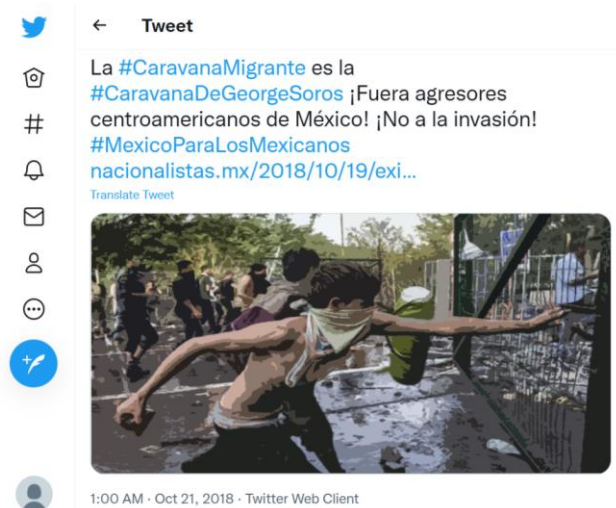 Tweet
La #CaravanaMigrante es la
#CaravanaDeGeorgeSoros ¡Fuera agresores
centroamericanos de México! ¡No a la invasión!
#MexicoParaLosMexicanos
nacionalistas.mx/2018/10/19/exi...
Translate Tweet
1:00 AM · Oct 21, 2018 · Twitter Web Client